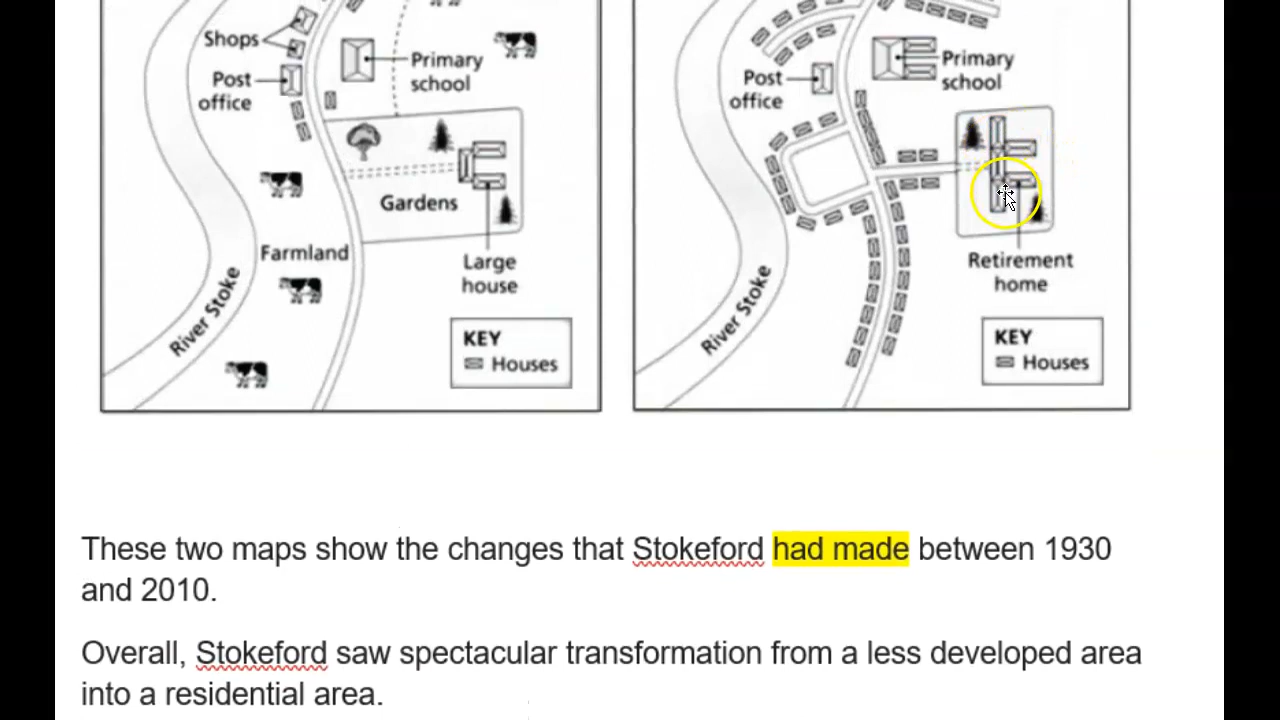 Shops
Post
office
Primary
school
Gardens
Farmland
Large
house
River Stoke
KEY
Houses
Post
office
Primary
school
Retirement
home
River Stoke
KEY
Houses
These two maps show the changes that Stokeford had made between 1930
and 2010.
Overall, Stokeford saw spectacular transformation from a less developed area
into a residential area.